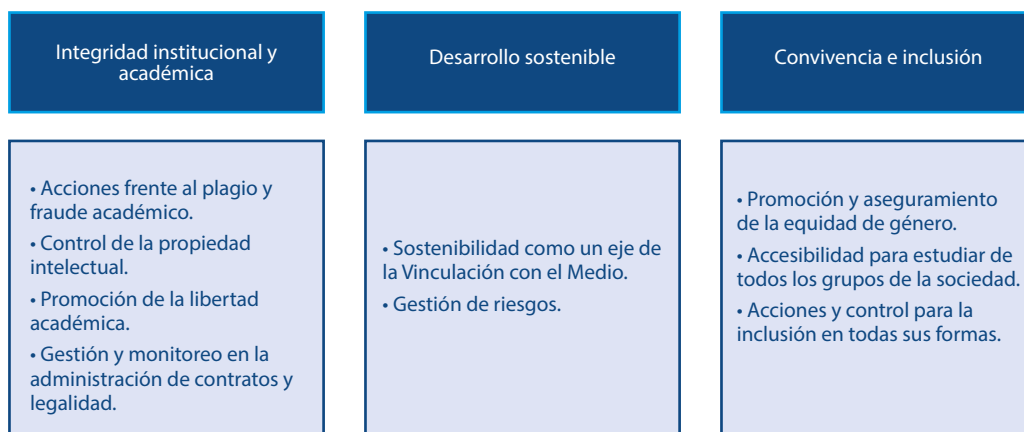 Integridad institucional y
académica
• Acciones frente al plagio y
fraude académico.
• Control de la propiedad
intelectual.
• Promoción de la libertad
académica.
• Gestión y monitoreo en la
administración de contratos y
legalidad.
Desarrollo sostenible
• Sostenibilidad como un eje de
la Vinculación con el Medio.
• Gestión de riesgos.
Convivencia e inclusión
• Promoción y aseguramiento
de la equidad de género.
• Accesibilidad para estudiar de
todos los grupos de la sociedad.
• Acciones y control para la
inclusión en todas sus formas.